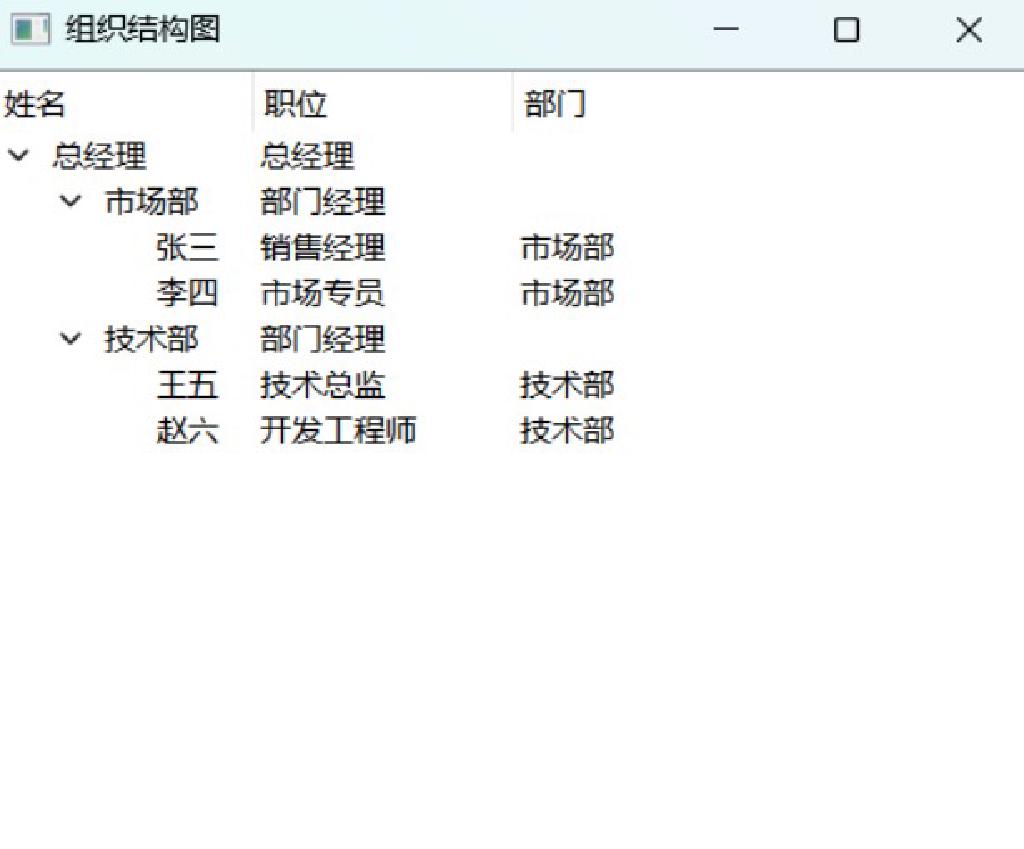 组织结构图
姓名 职位 部门
总经理 总经理
市场部 部门经理
张三 销售经理 市场部
李四 市场专员 市场部
技术部 部门经理
王五 技术总监 技术部
赵六 开发工程师 技术部